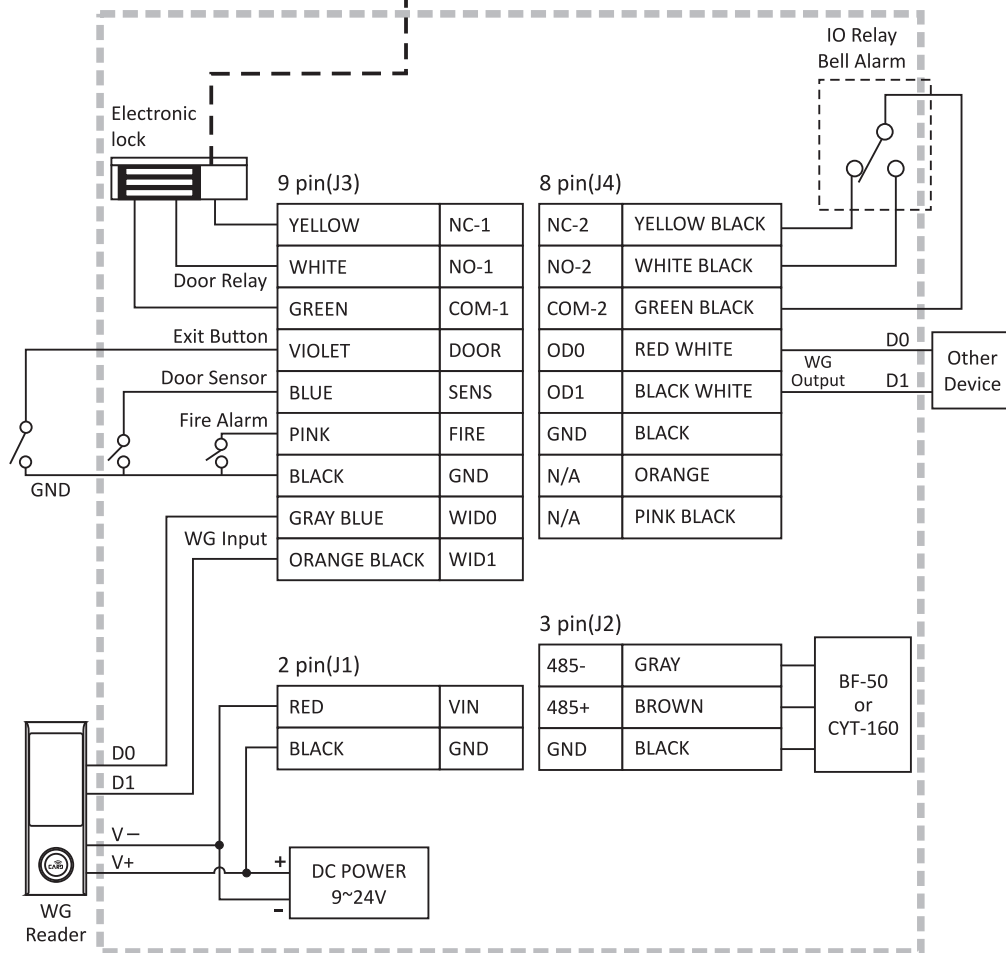 IO Relay
Bell Alarm
Electronic
lock
9 pin(J3)
8 pin(J4)
YELLOW NC-1 NC-2 YELLOW BLACK
WHITE NO-1 NO-2 WHITE BLACK
Door Relay
GREEN COM-1 COM-2 GREEN BLACK
Exit Button
VIOLET DOOR OD0 RED WHITE
D0
WG
Output
D1
Other
Device
Door Sensor
BLUE SENS OD1 BLACK WHITE
Fire Alarm
PINK FIRE GND BLACK
BLACK GND N/A ORANGE
GND
GRAY BLUE WID0 N/A PINK BLACK
WG Input
ORANGE BLACK WID1
3 pin(J2)
485- GRAY
485+ BROWN
GND BLACK
BF-50
or
CYT-160
2 pin(J1)
RED VIN
BLACK GND
D0
D1
V−
V+
+
-
DC POWER
9~24V
CARD
WG
Reader